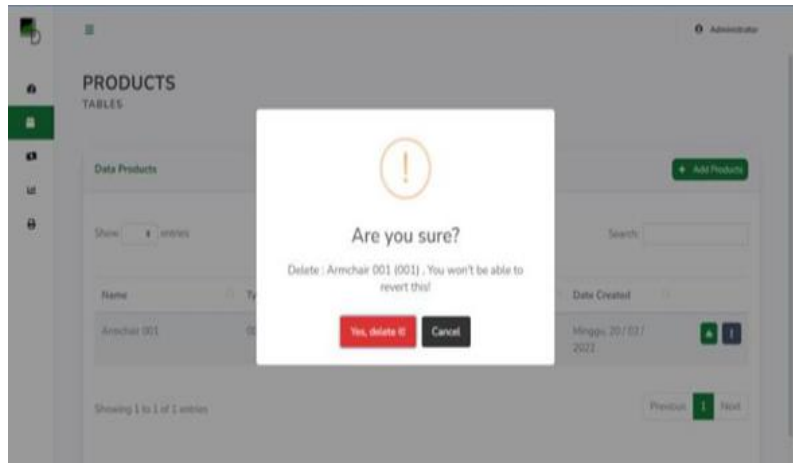 Administrator
PRODUCTS
TABLES
Data Products
+ Add Products
Show entries
Search:
Are you sure?
Delete : Armchair 001 (001) , You won't be able to
revert this!
Yes, delete it!
Cancel
Name
Ty
Date Created
Armchair 001
Minggu, 20 /
Showing 1 to 1 of 1 entries
Previous 1 Next